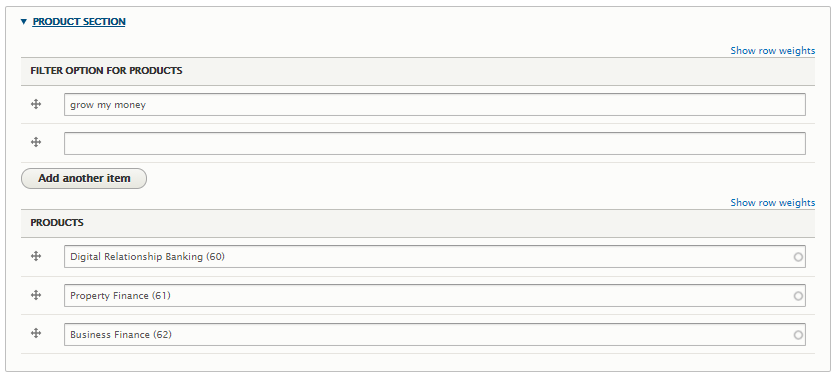 PRODUCT SECTION
Show row weights
FILTER OPTION FOR PRODUCTS
grow my money
Add another item
Show row weights
PRODUCTS
Digital Relationship Banking (60)
Property Finance (61)
Business Finance (62)